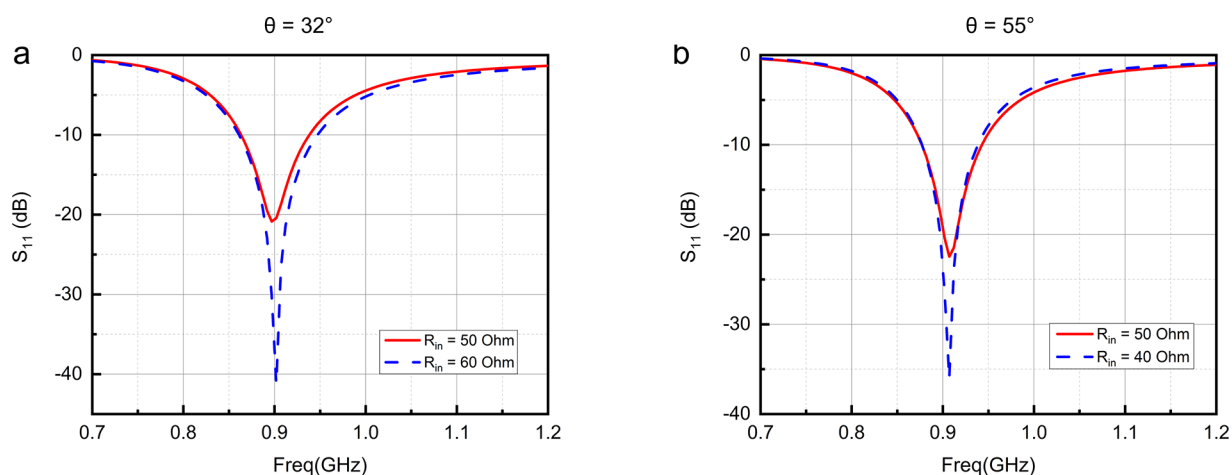 θ = 32°
a
0
-10
-20
-30
-40
S₁₁ (dB)
0.7 0.8 0.9 1.0 1.1 1.2
Freq(GHz)
Rᵢₙ = 50 Ohm
Rᵢₙ = 60 Ohm
θ = 55°
b
0
-10
-20
-30
-40
S₁₁ (dB)
0.7 0.8 0.9 1.0 1.1 1.2
Freq(GHz)
Rᵢₙ = 50 Ohm
Rᵢₙ = 40 Ohm